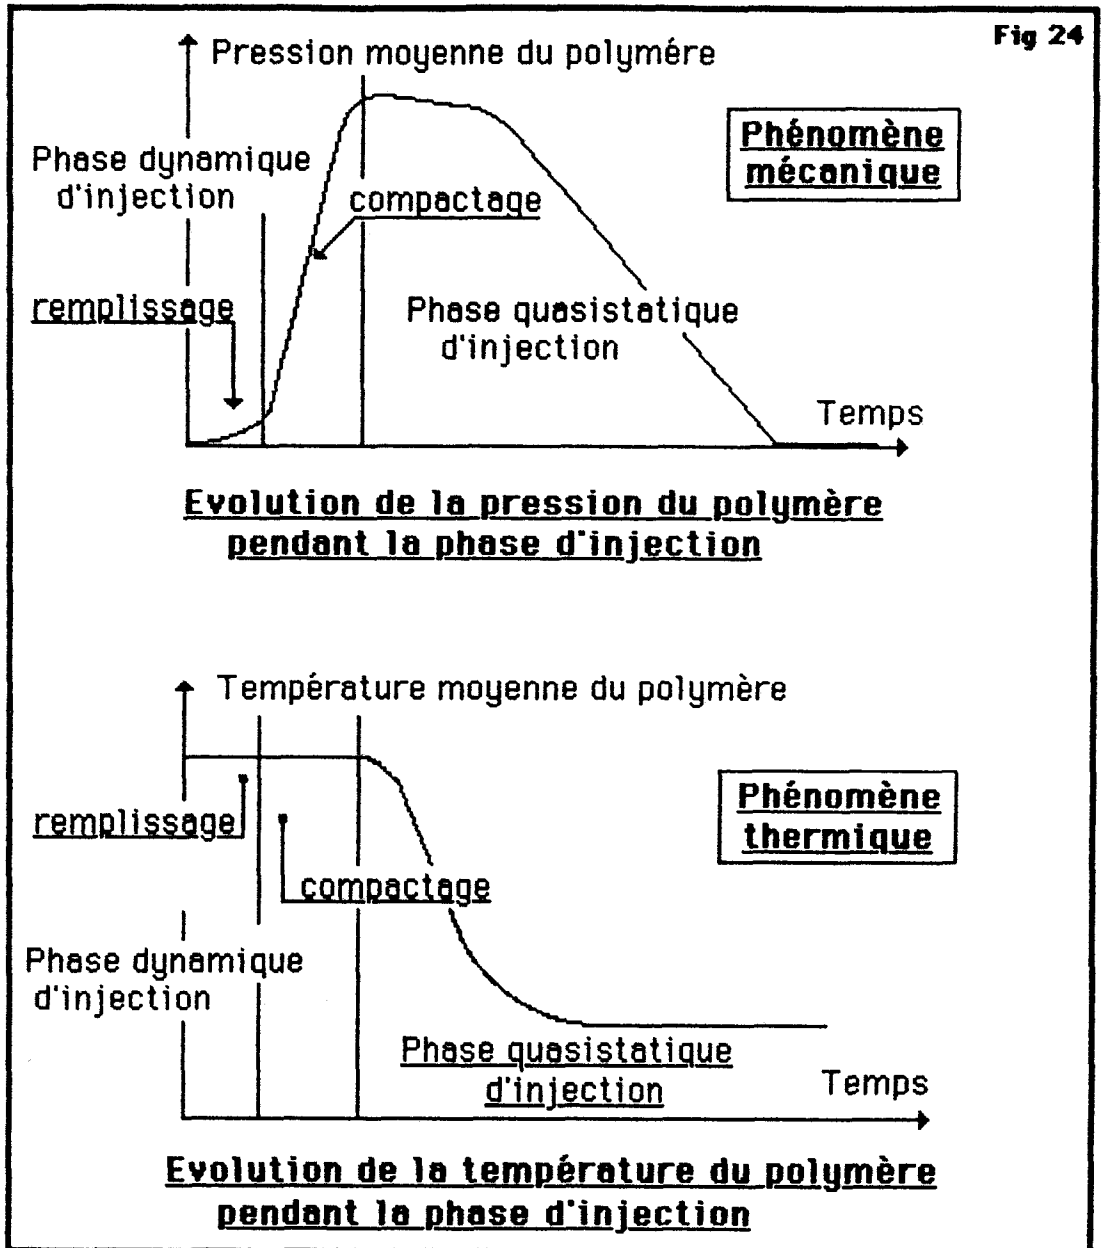 Fig 24
Pression moyenne du polymére
Phénomène
mécanique
Phase dynamique
d'injection
compactage
remplissage
Phase quasistatique
d'injection
Temps
Evolution de la pression du polymère
pendant la phase d'injection
Température moyenne du polymère
Phénomène
thermique
remplissage
compactage
Phase dynamique
d'injection
Phase quasistatique
d'injection
Temps
Evolution de la température du polymère
pendant la phase d'injection